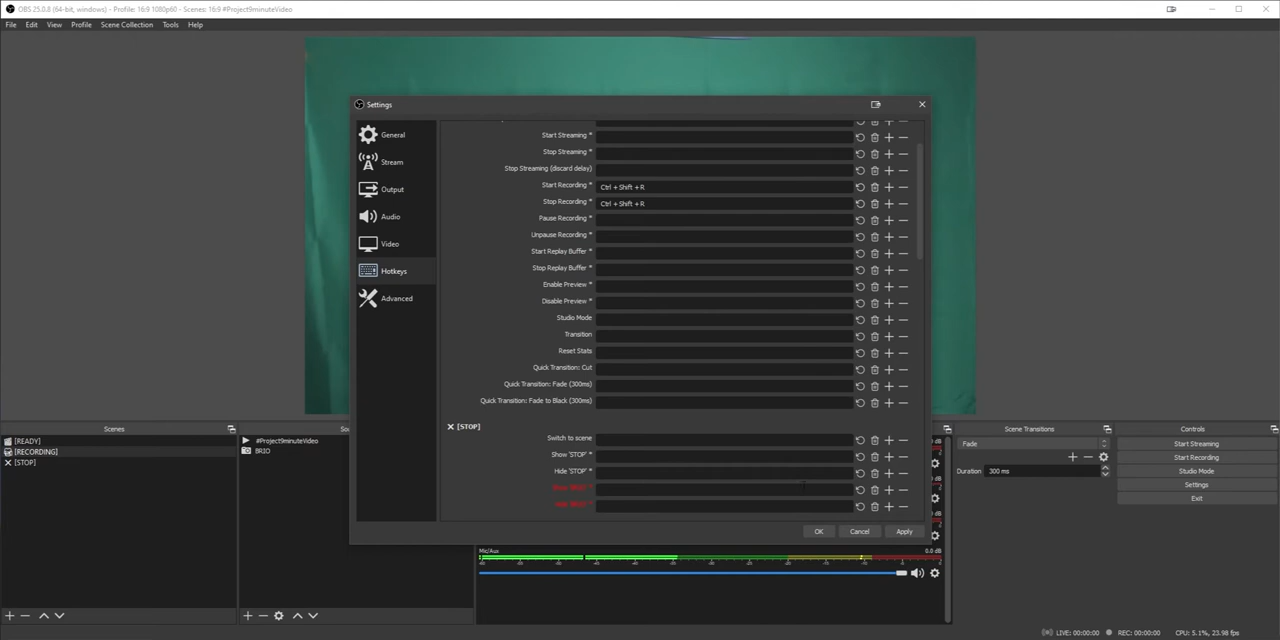 OBS 25.0.8 (64-bit, windows) - Profile: 16:9 1080p60 - Scenes: 16:9 #Project9minuteVideo
File Edit View Profile Scene Collection Tools Help
Settings
General
Stream
Output
Audio
Video
Hotkeys
Advanced
Start Streaming *
Stop Streaming *
Stop Streaming (discard delay)
Start Recording * Ctrl + Shift + R
Stop Recording * Ctrl + Shift + R
Pause Recording *
Unpause Recording *
Start Replay Buffer *
Stop Replay Buffer *
Enable Preview *
Disable Preview *
Studio Mode
Transition
Reset Stats
Quick Transition: Cut
Quick Transition: Fade (300ms)
Quick Transition: Fade to Black (300ms)
[STOP]
Switch to scene
Show 'STOP' *
Hide 'STOP' *
OK Cancel Apply
Scenes
[READY]
[RECORDING]
[STOP]
#Project9minuteVideo
BRIO
Mic/Aux 0.0 dB
Scene Transitions
Fade
Duration 300 ms
Controls
Start Streaming
Start Recording
Studio Mode
Settings
Exit
LIVE: 00:00:00 REC: 00:00:00 CPU: 5.1%, 23.98 fps